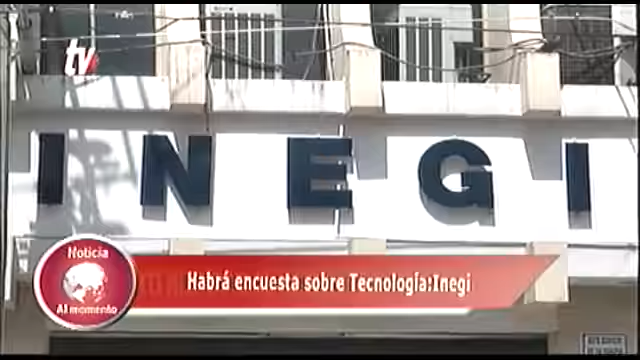 tv
INEGI
Noticia
Al momento
Habrá encuesta sobre Tecnología:Inegi